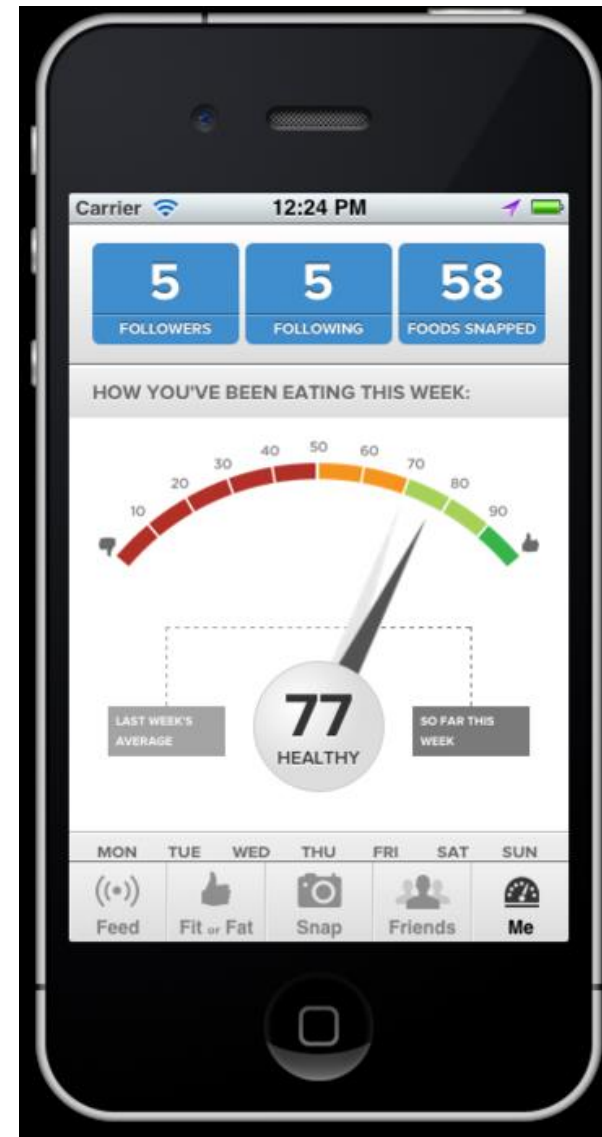 Carrier 12:24 PM
5 5 58
FOLLOWERS FOLLOWING FOODS SNAPPED
HOW YOU'VE BEEN EATING THIS WEEK:
10 20 30 40 50 60 70 80 90
LAST WEEK'S
AVERAGE
77
HEALTHY
SO FAR THIS
WEEK
MON TUE WED THU FRI SAT SUN
Feed Fit or Fat Snap Friends Me